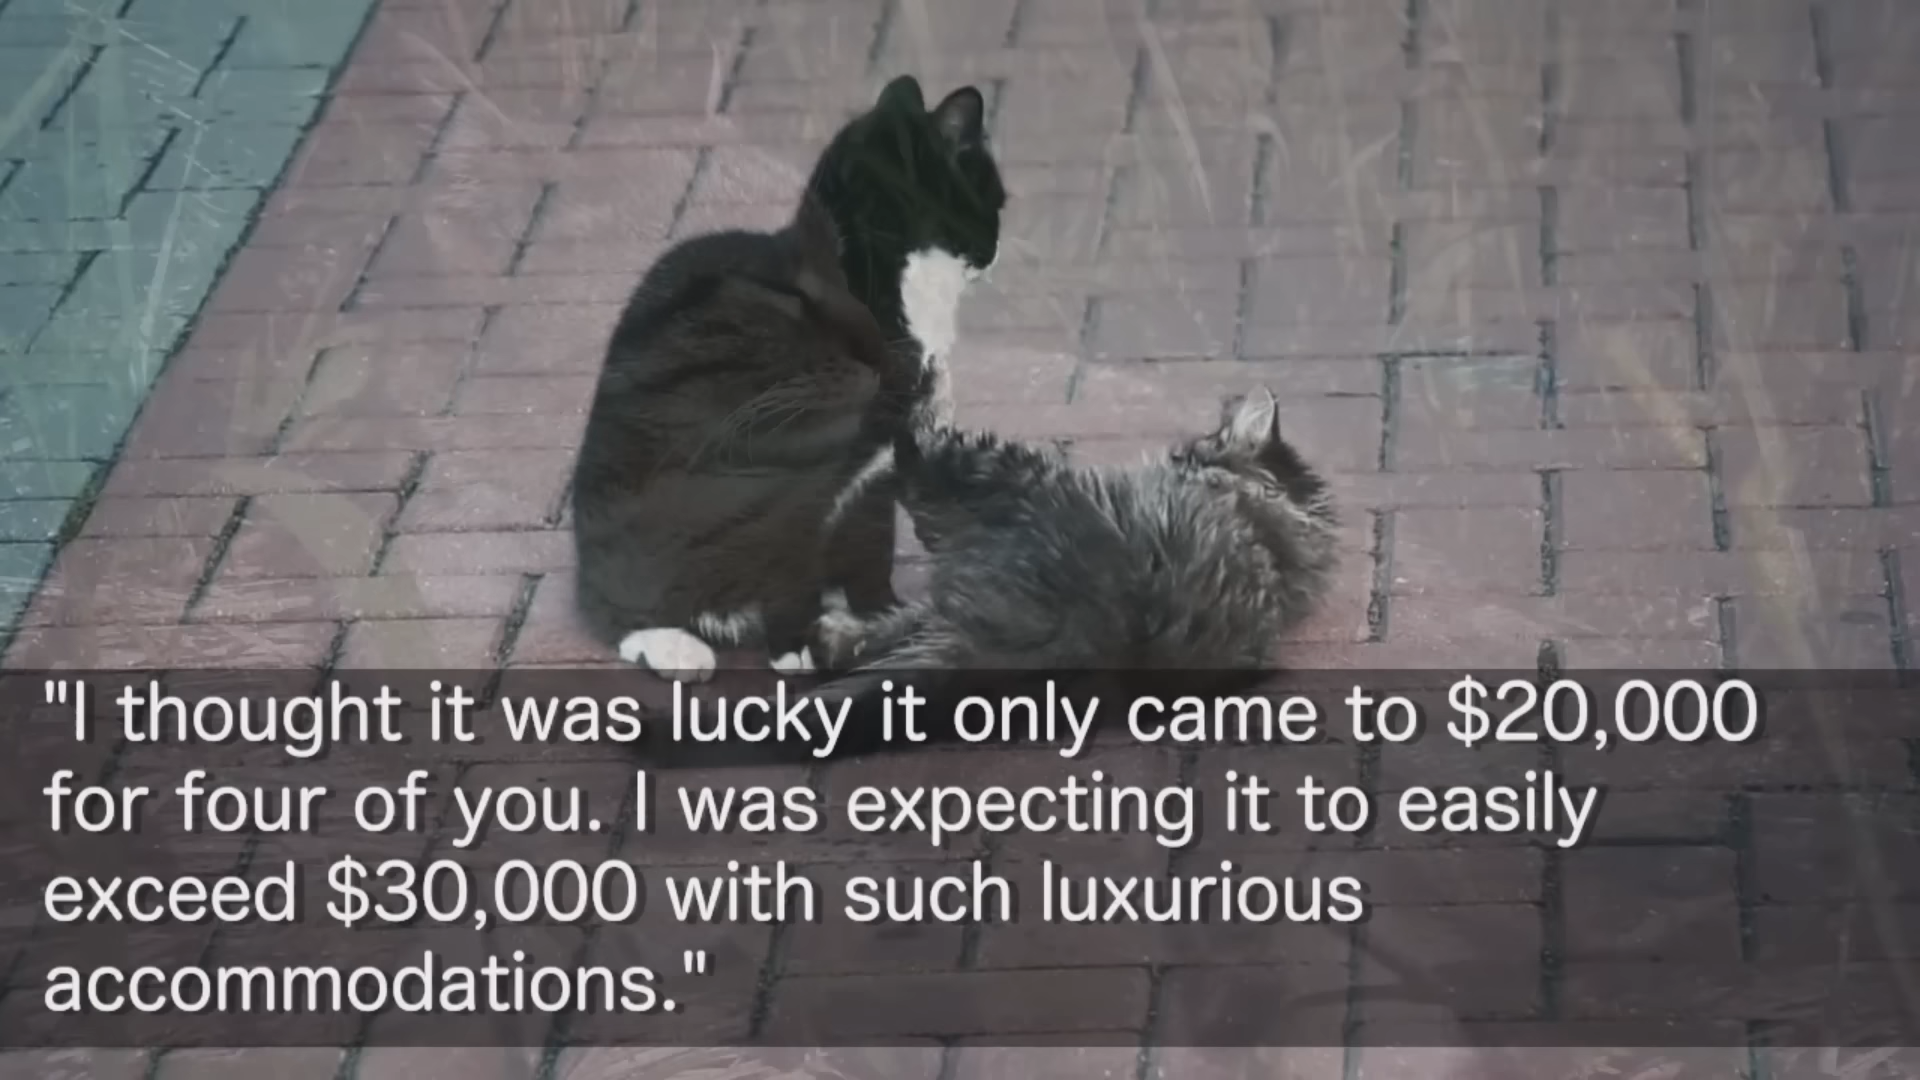 "I thought it was lucky it only came to $20,000
for four of you. I was expecting it to easily
exceed $30,000 with such luxurious
accommodations."